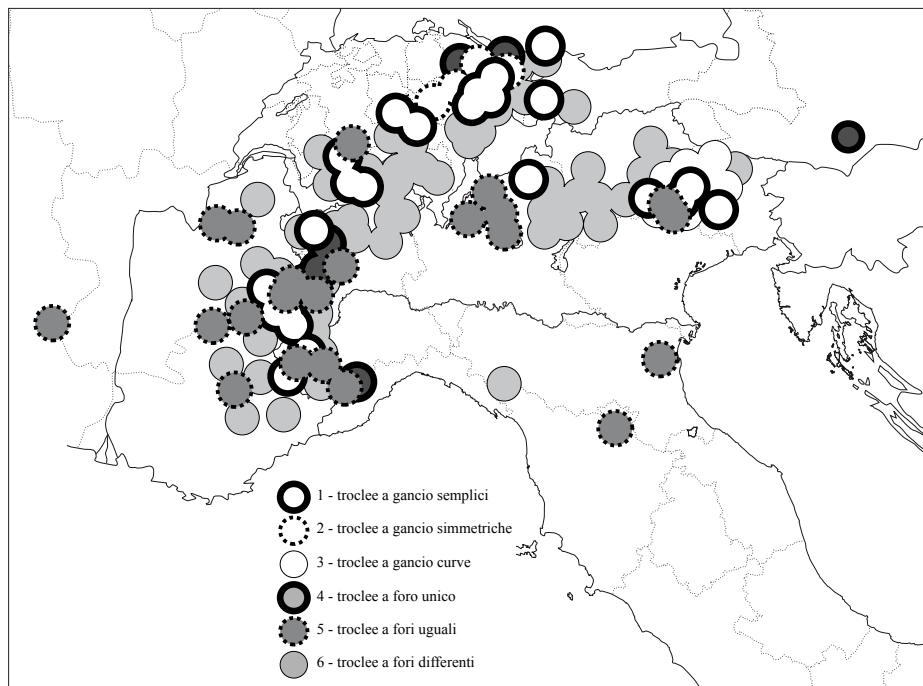 1 - troclee a gancio semplici
2 - troclee a gancio simmetriche
3 - troclee a gancio curve
4 - troclee a foro unico
5 - troclee a fori uguali
6 - troclee a fori differenti